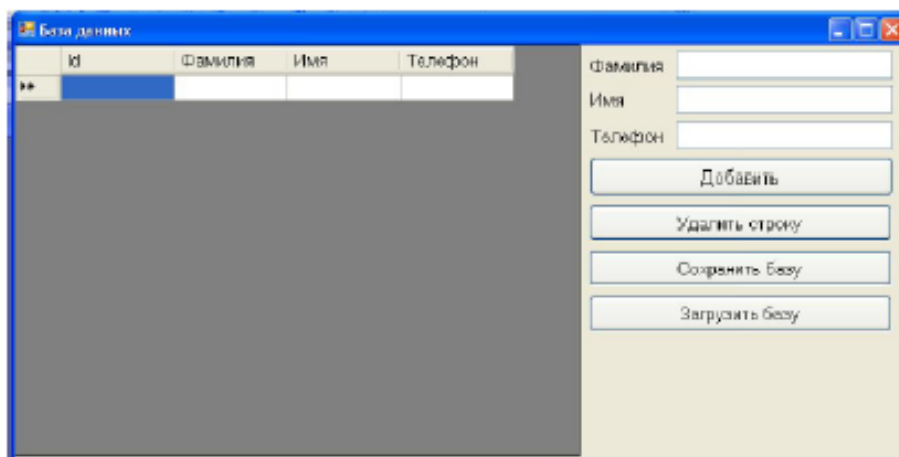 База данных
Id Фамилия Имя Телефон
Фамилия
Имя
Телефон
Добавить
Удалить строку
Сохранить базу
Загрузить базу